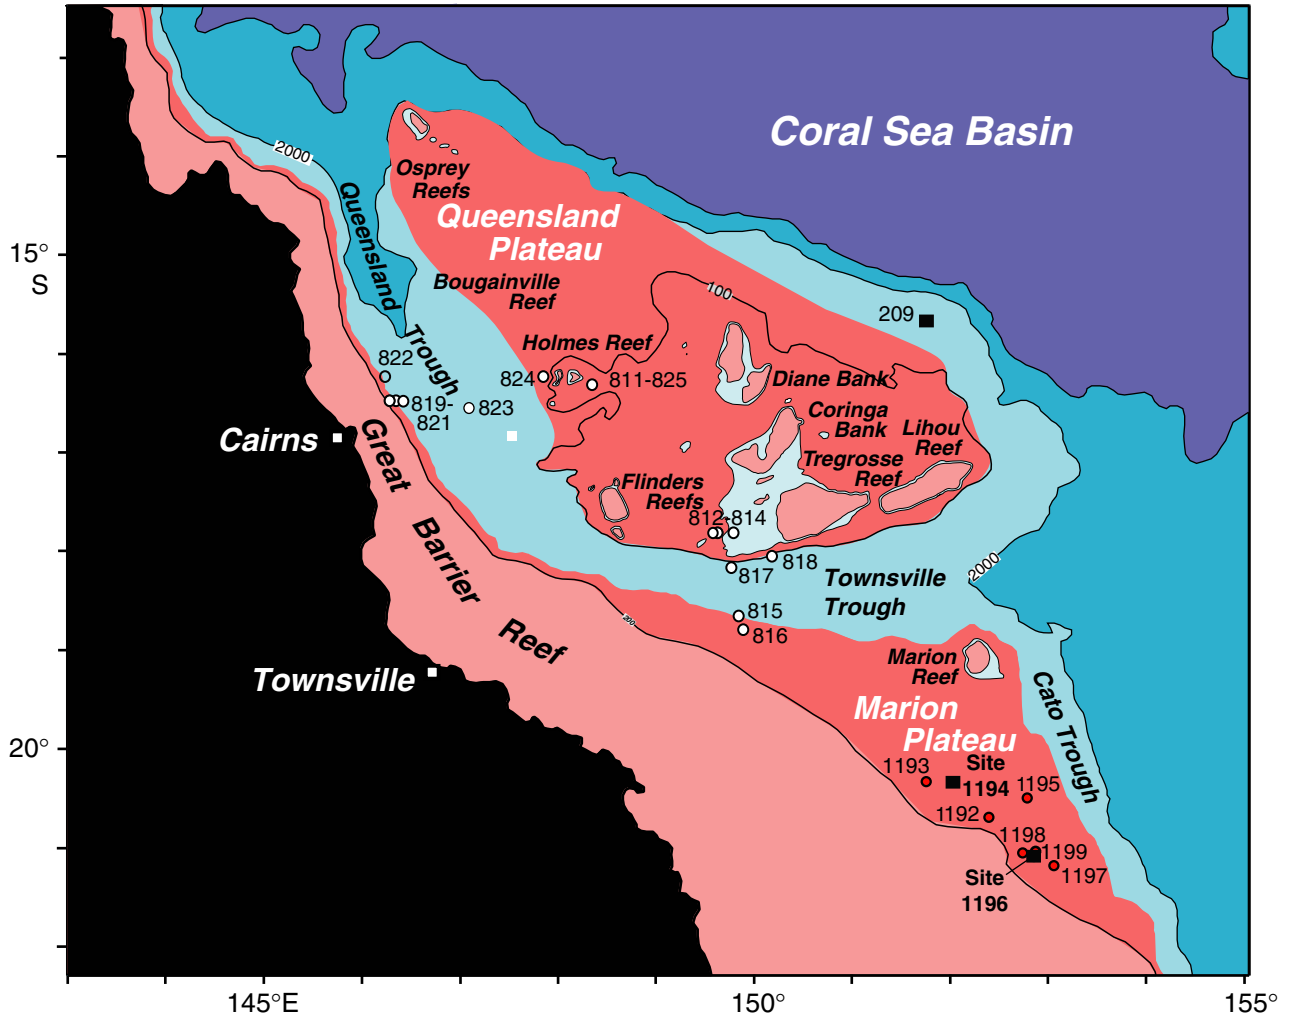 Coral Sea Basin
2000
Osprey
Reefs
Queensland
Plateau
Queensland
Trough
15°
S
Bougainville
Reef
100
209
Holmes Reef
822
824
811-825
Diane Bank
819-
821
823
Coringa
Bank
Lihou
Reef
Cairns
Great
Barrier
Reef
Tregrosse
Reef
Flinders
Reefs
812-814
818
817
2000
Townsville
Trough
815
816
200
Marion
Reef
Townsville
Cato Trough
Marion
Plateau
20°
1193
Site
1194
1195
1192
1198
1199
1197
Site
1196
145°E
150°
155°